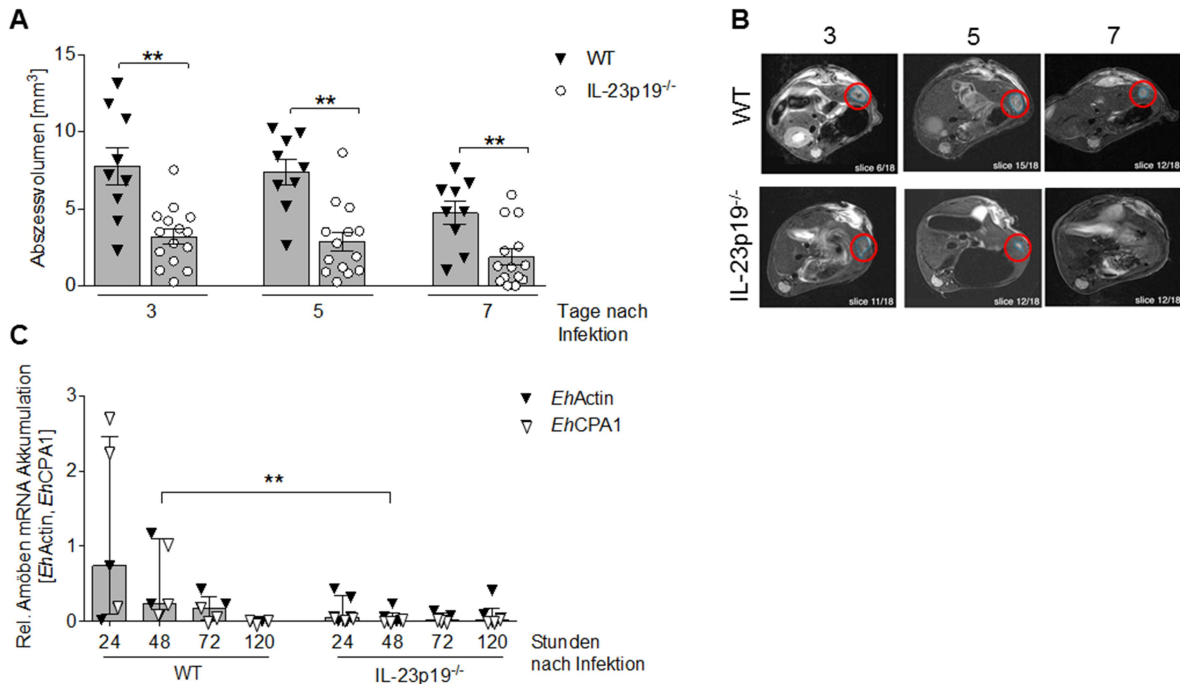 A
Abszessvolumen [mm³]
15
10
5
0
**
**
**
WT
IL-23p19⁻/⁻
3
5
7
Tage nach
Infektion
B
3
5
7
WT
slice 6/18
slice 15/18
slice 12/18
IL-23p19⁻/⁻
slice 11/18
slice 12/18
slice 12/18
C
Rel. Amöben mRNA Akkumulation
[EhActin, EhCPA1]
3
2
1
0
**
EhActin
EhCPA1
24
48
72
120
24
48
72
120
Stunden
nach Infektion
WT
IL-23p19⁻/⁻